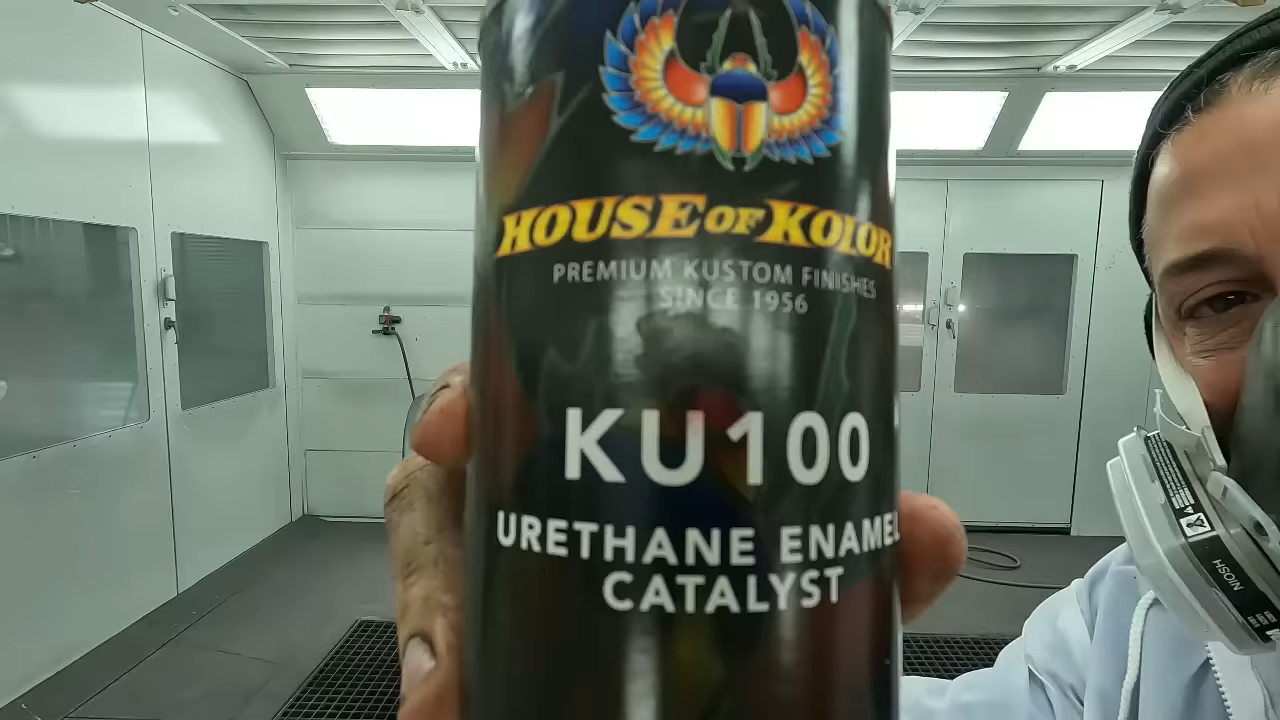 HOUSE OF KOLOR
PREMIUM KUSTOM FINISHES
SINCE 1956
KU100
URETHANE ENAMEL
CATALYST
NIOSH